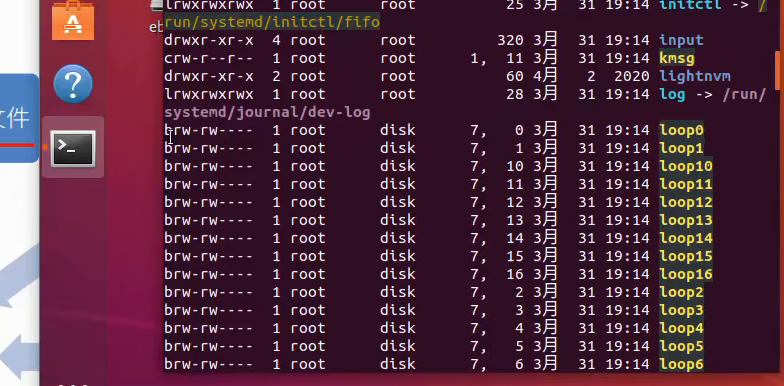 lrwxrwxrwx 1 root root 25 3月 31 19:14 initctl -> /
run/systemd/initctl/fifo
drwxr-xr-x 4 root root 320 3月 31 19:14 input
crw-r--r-- 1 root root 1, 11 3月 31 19:14 kmsg
drwxr-xr-x 2 root root 60 4月 2 2020 lightnvm
lrwxrwxrwx 1 root root 28 3月 31 19:14 log -> /run/
systemd/journal/dev-log
brw-rw---- 1 root disk 7, 0 3月 31 19:14 loop0
brw-rw---- 1 root disk 7, 1 3月 31 19:14 loop1
brw-rw---- 1 root disk 7, 10 3月 31 19:14 loop10
brw-rw---- 1 root disk 7, 11 3月 31 19:14 loop11
brw-rw---- 1 root disk 7, 12 3月 31 19:14 loop12
brw-rw---- 1 root disk 7, 13 3月 31 19:14 loop13
brw-rw---- 1 root disk 7, 14 3月 31 19:14 loop14
brw-rw---- 1 root disk 7, 15 3月 31 19:14 loop15
brw-rw---- 1 root disk 7, 16 3月 31 19:14 loop16
brw-rw---- 1 root disk 7, 2 3月 31 19:14 loop2
brw-rw---- 1 root disk 7, 3 3月 31 19:14 loop3
brw-rw---- 1 root disk 7, 4 3月 31 19:14 loop4
brw-rw---- 1 root disk 7, 5 3月 31 19:14 loop5
brw-rw---- 1 root disk 7, 6 3月 31 19:14 loop6
文件